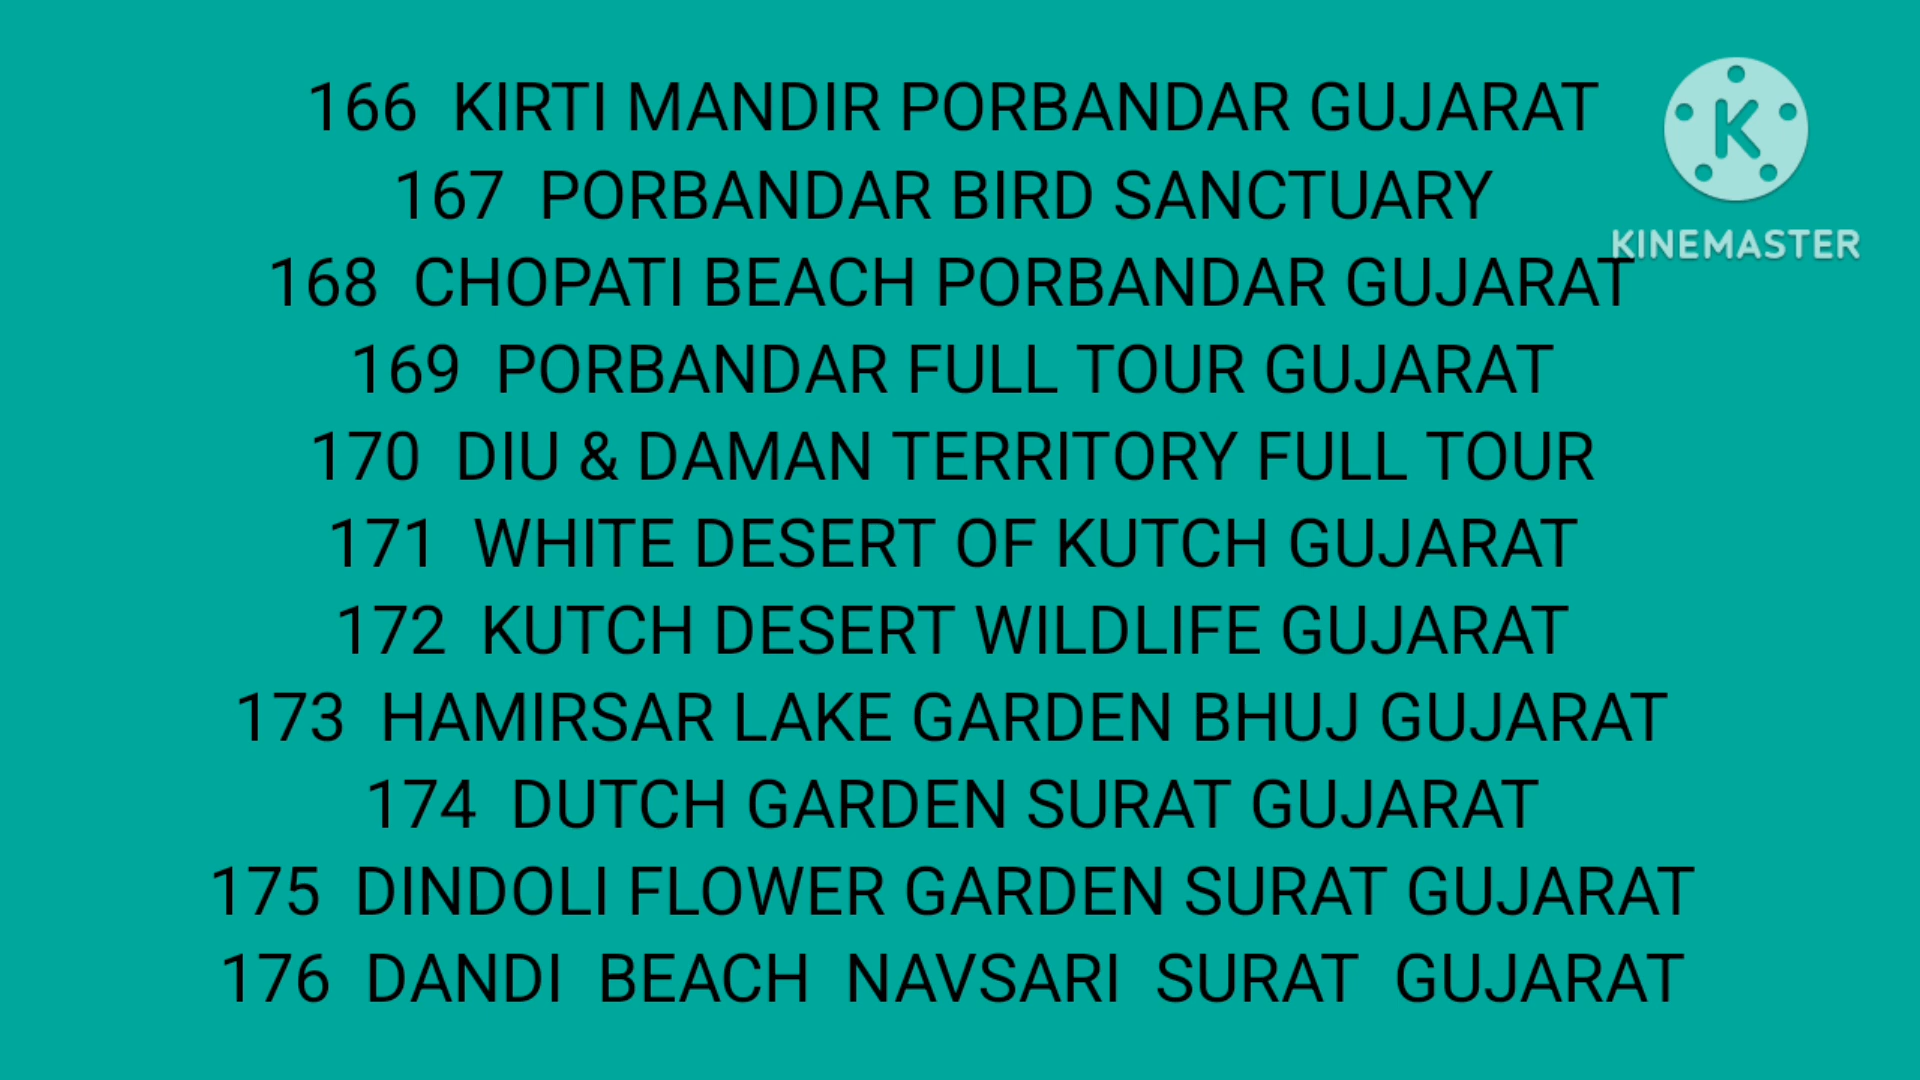 166  KIRTI MANDIR PORBANDAR GUJARAT
167  PORBANDAR BIRD SANCTUARY
168  CHOPATI BEACH PORBANDAR GUJARAT
169  PORBANDAR FULL TOUR GUJARAT
170  DIU & DAMAN TERRITORY FULL TOUR
171  WHITE DESERT OF KUTCH GUJARAT
172  KUTCH DESERT WILDLIFE GUJARAT
173  HAMIRSAR LAKE GARDEN BHUJ GUJARAT
174  DUTCH GARDEN SURAT GUJARAT
175  DINDOLI FLOWER GARDEN SURAT GUJARAT
176  DANDI  BEACH  NAVSARI  SURAT  GUJARAT
K
KINEMASTER